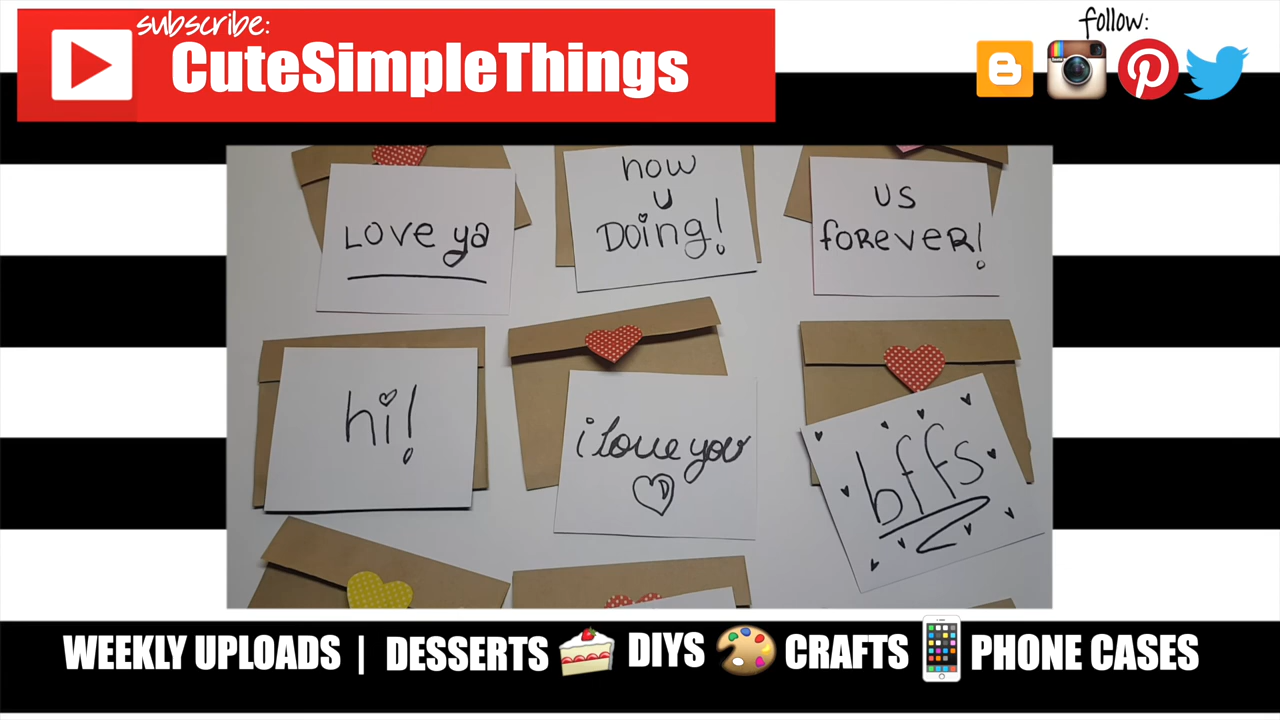 subscribe:
CuteSimpleThings
follow:
Love ya
how
u
Doing!
us
forever!
hi!
i love you
bffs
WEEKLY UPLOADS | DESSERTS DIYS CRAFTS PHONE CASES